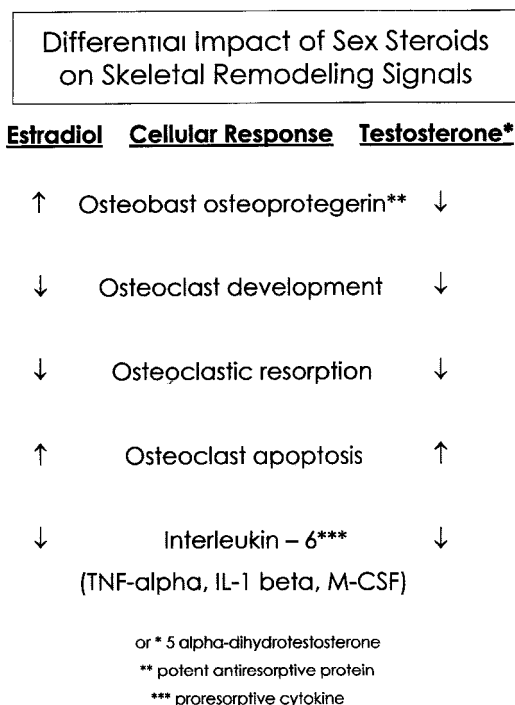 Differential Impact of Sex Steroids
on Skeletal Remodeling Signals
Estradiol Cellular Response Testosterone*
↑ Osteobast osteoprotegerin** ↓
↓ Osteoclast development ↓
↓ Osteoclastic resorption ↓
↑ Osteoclast apoptosis ↑
↓ Interleukin – 6*** ↓
(TNF-alpha, IL-1 beta, M-CSF)
or * 5 alpha-dihydrotestosterone
** potent antiresorptive protein
*** proresorptive cytokine